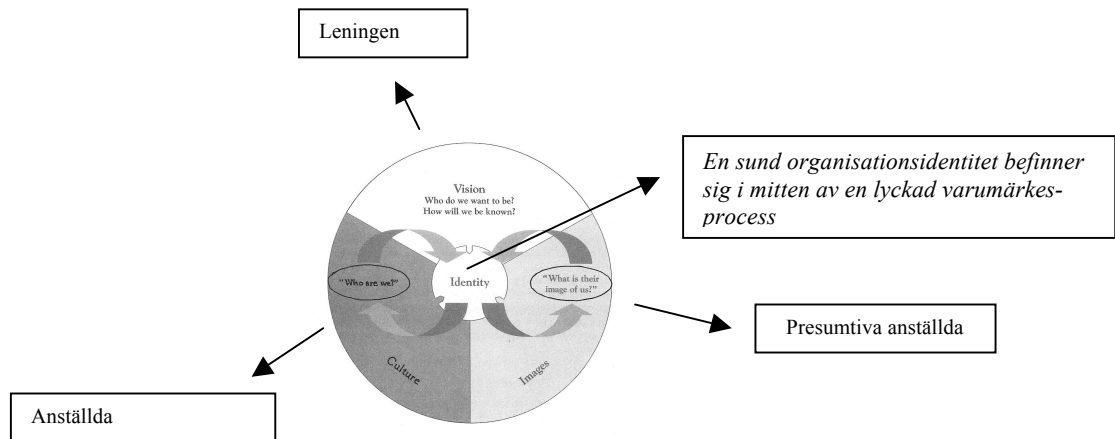 Leningen
En sund organisationsidentitet befinner
sig i mitten av en lyckad varumärkes-
process
Vision
Who do we want to be?
How will we be known?
"Who are we?"
Identity
"What is their
image of us?"
Culture
Images
Presumtiva anställda
Anställda